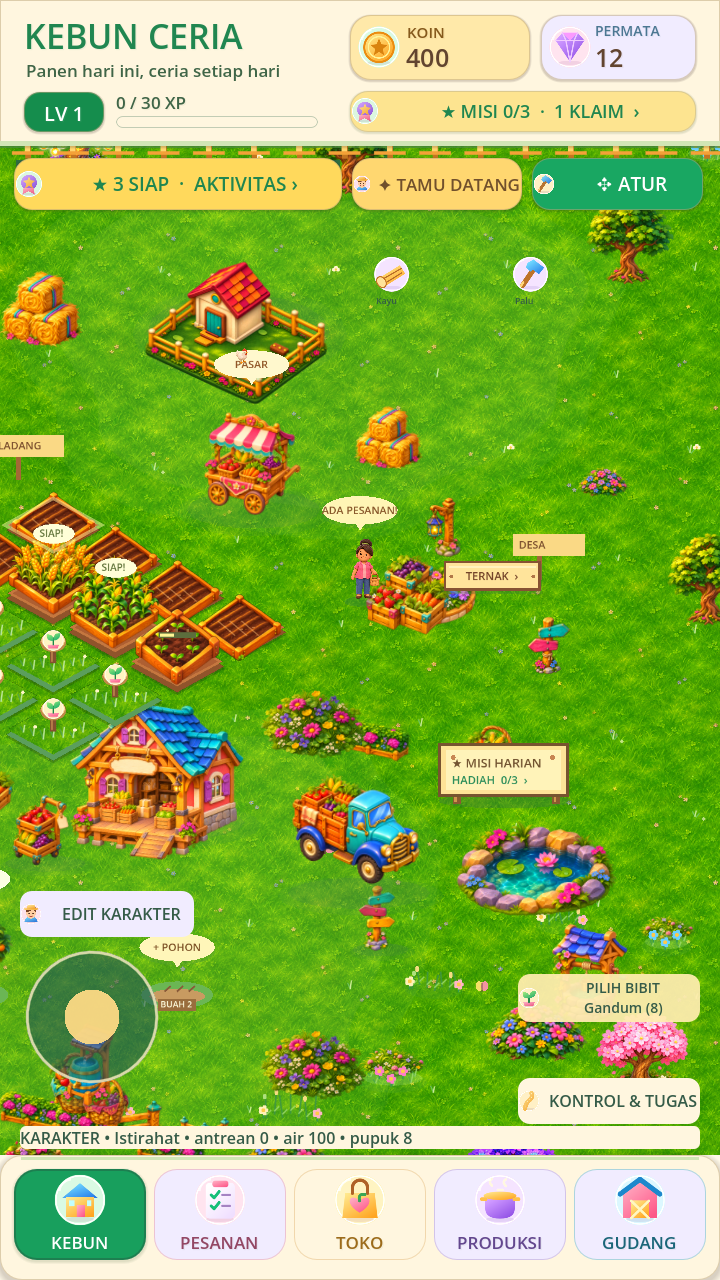 KEBUN CERIA
Panen hari ini, ceria setiap hari
LV 1
0 / 30 XP
KOIN
400
PERMATA
12
★ MISI 0/3 · 1 KLAIM ›
★ 3 SIAP · AKTIVITAS ›
✦ TAMU DATANG
ATUR
Kayu
Palu
PASAR
LADANG
SIAP!
SIAP!
ADA PESANAN!
DESA
TERNAK ›
★ MISI HARIAN
HADIAH 0/3 ›
EDIT KARAKTER
+ POHON
BUAH 2
PILIH BIBIT
Gandum (8)
KONTROL & TUGAS
KARAKTER • Istirahat • antrean 0 • air 100 • pupuk 8
KEBUN
PESANAN
TOKO
PRODUKSI
GUDANG